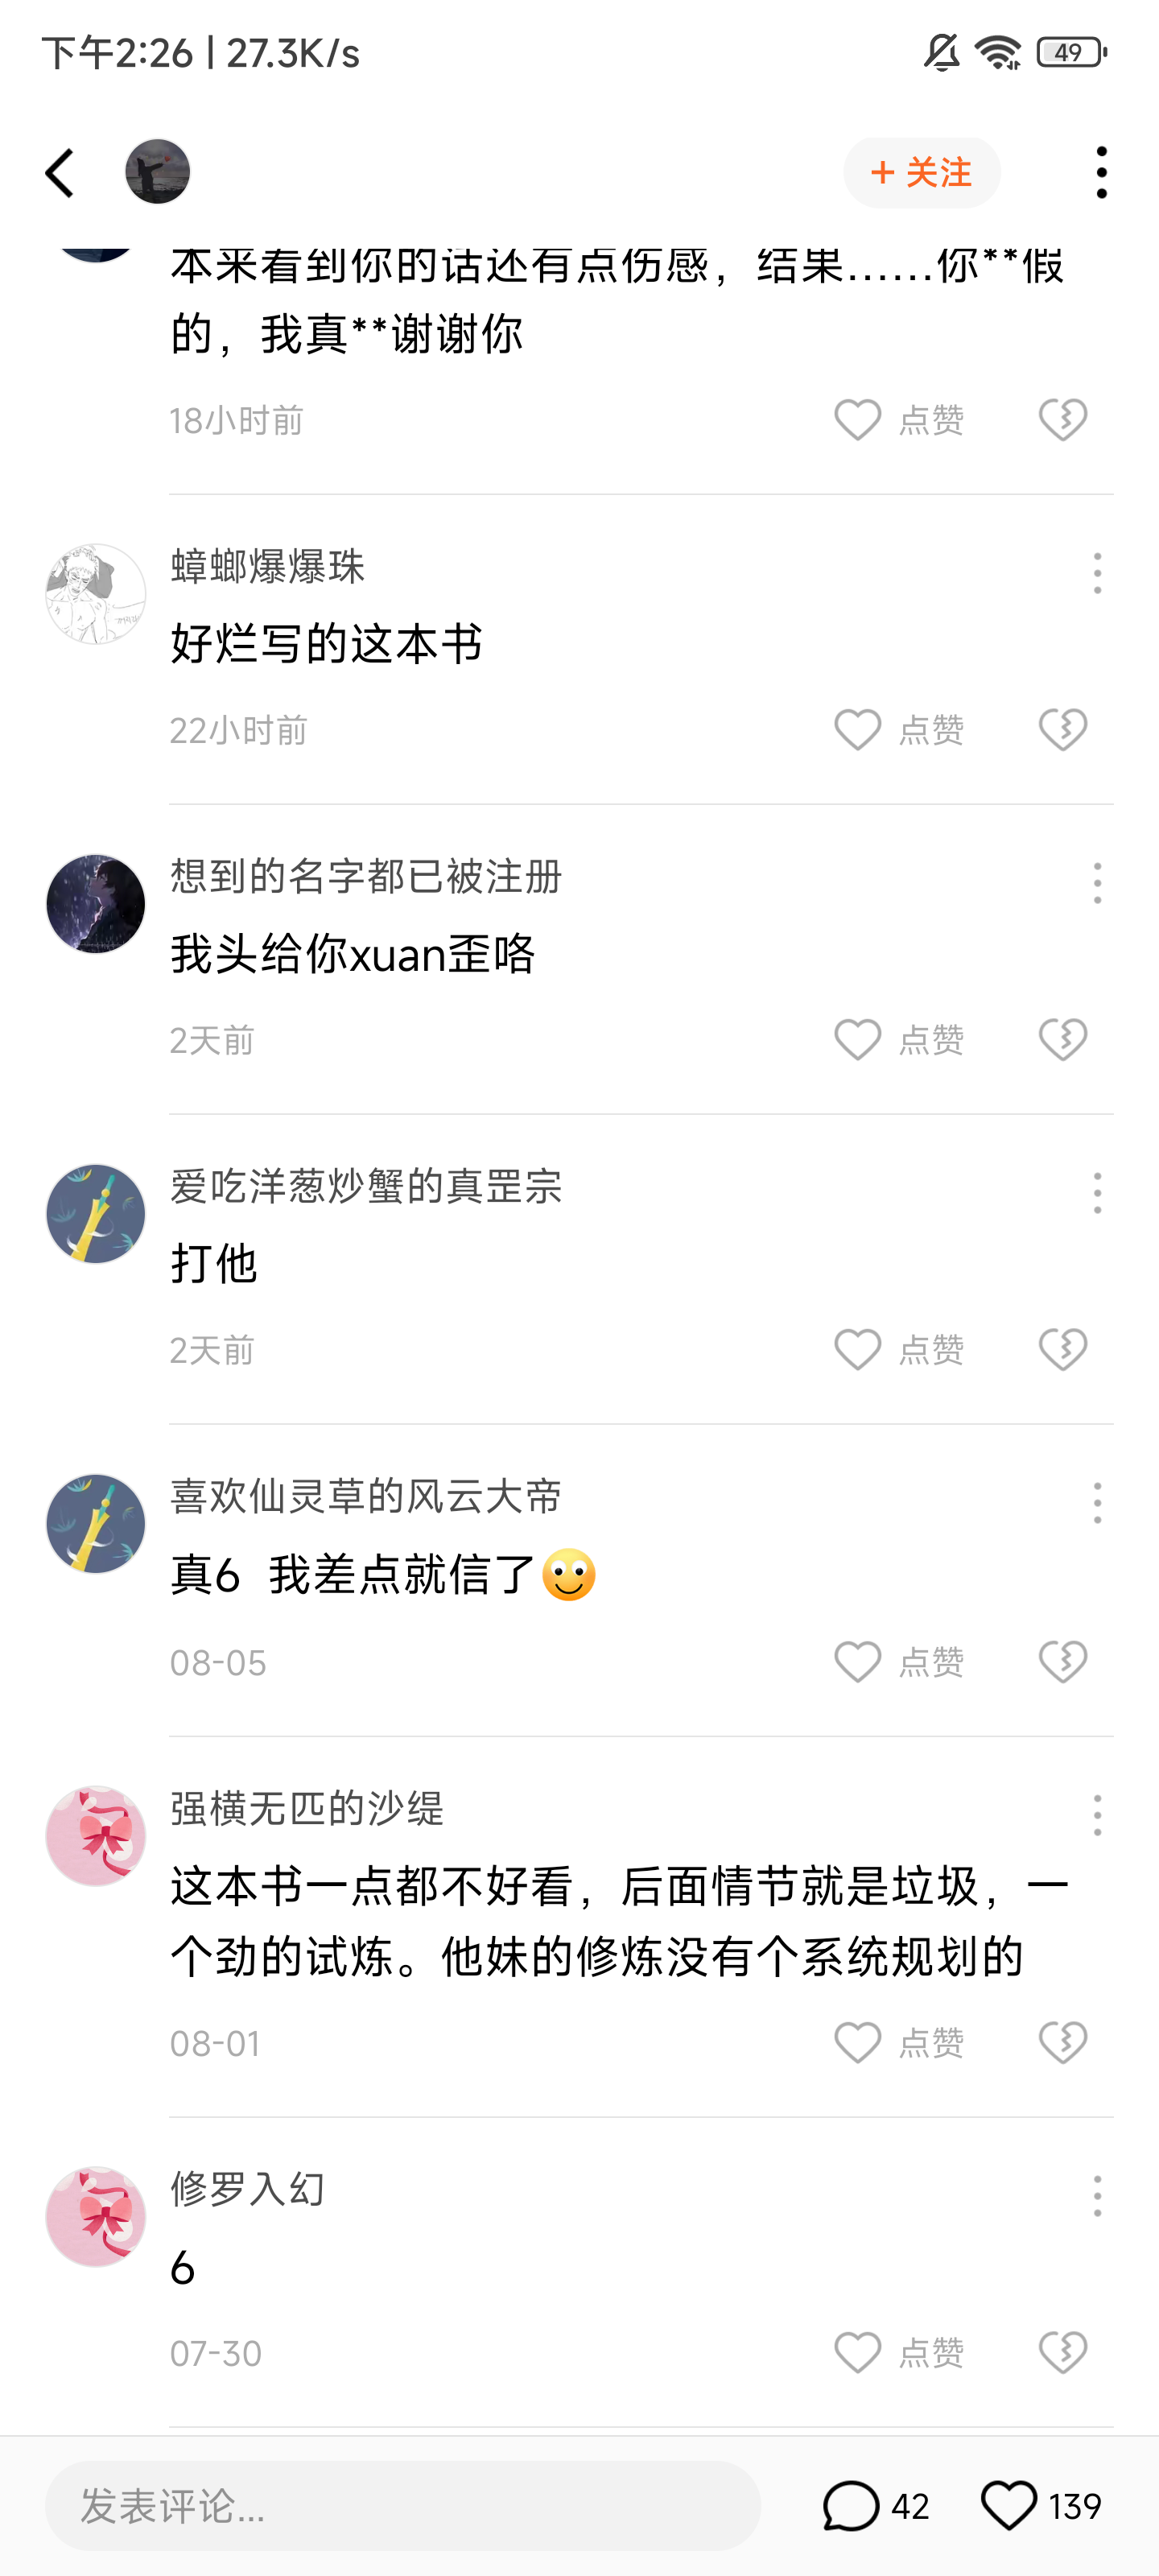 下午2:26 | 27.3K/s
49
+ 关注
本来看到你的话还有点伤感，结果……你**假
的，我真**谢谢你
18小时前
点赞
蟑螂爆爆珠
好烂写的这本书
22小时前
点赞
想到的名字都已被注册
我头给你xuan歪咯
2天前
点赞
爱吃洋葱炒蟹的真罡宗
打他
2天前
点赞
喜欢仙灵草的风云大帝
真6 我差点就信了
08-05
点赞
强横无匹的沙缇
这本书一点都不好看，后面情节就是垃圾，一
个劲的试炼。他妹的修炼没有个系统规划的
08-01
点赞
修罗入幻
6
07-30
点赞
发表评论...
42
139